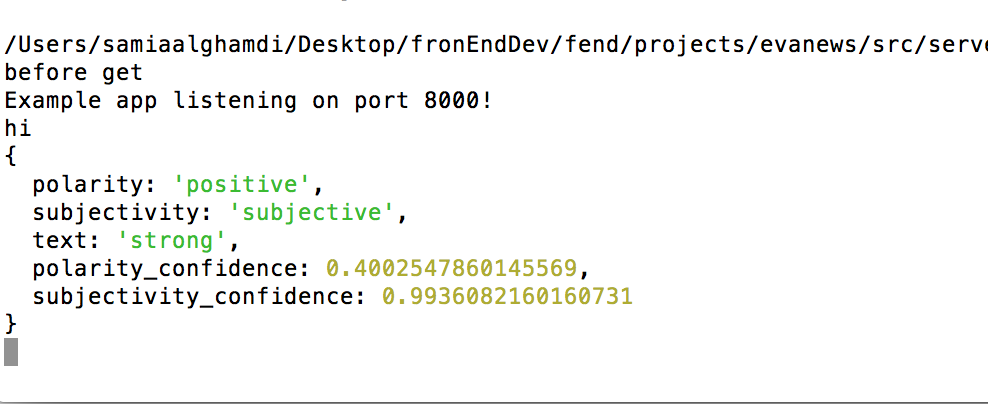 /Users/samiaalghamdi/Desktop/fronEndDev/fend/projects/evanews/src/serve
before get
Example app listening on port 8000!
hi
{
  polarity: 'positive',
  subjectivity: 'subjective',
  text: 'strong',
  polarity_confidence: 0.4002547860145569,
  subjectivity_confidence: 0.9936082160160731
}